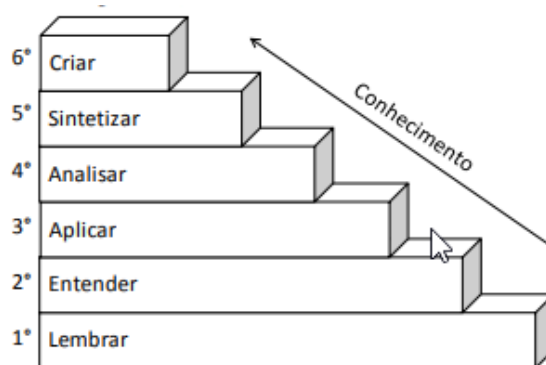 6° Criar
5° Sintetizar
4° Analisar
3° Aplicar
2° Entender
1° Lembrar
Conhecimento